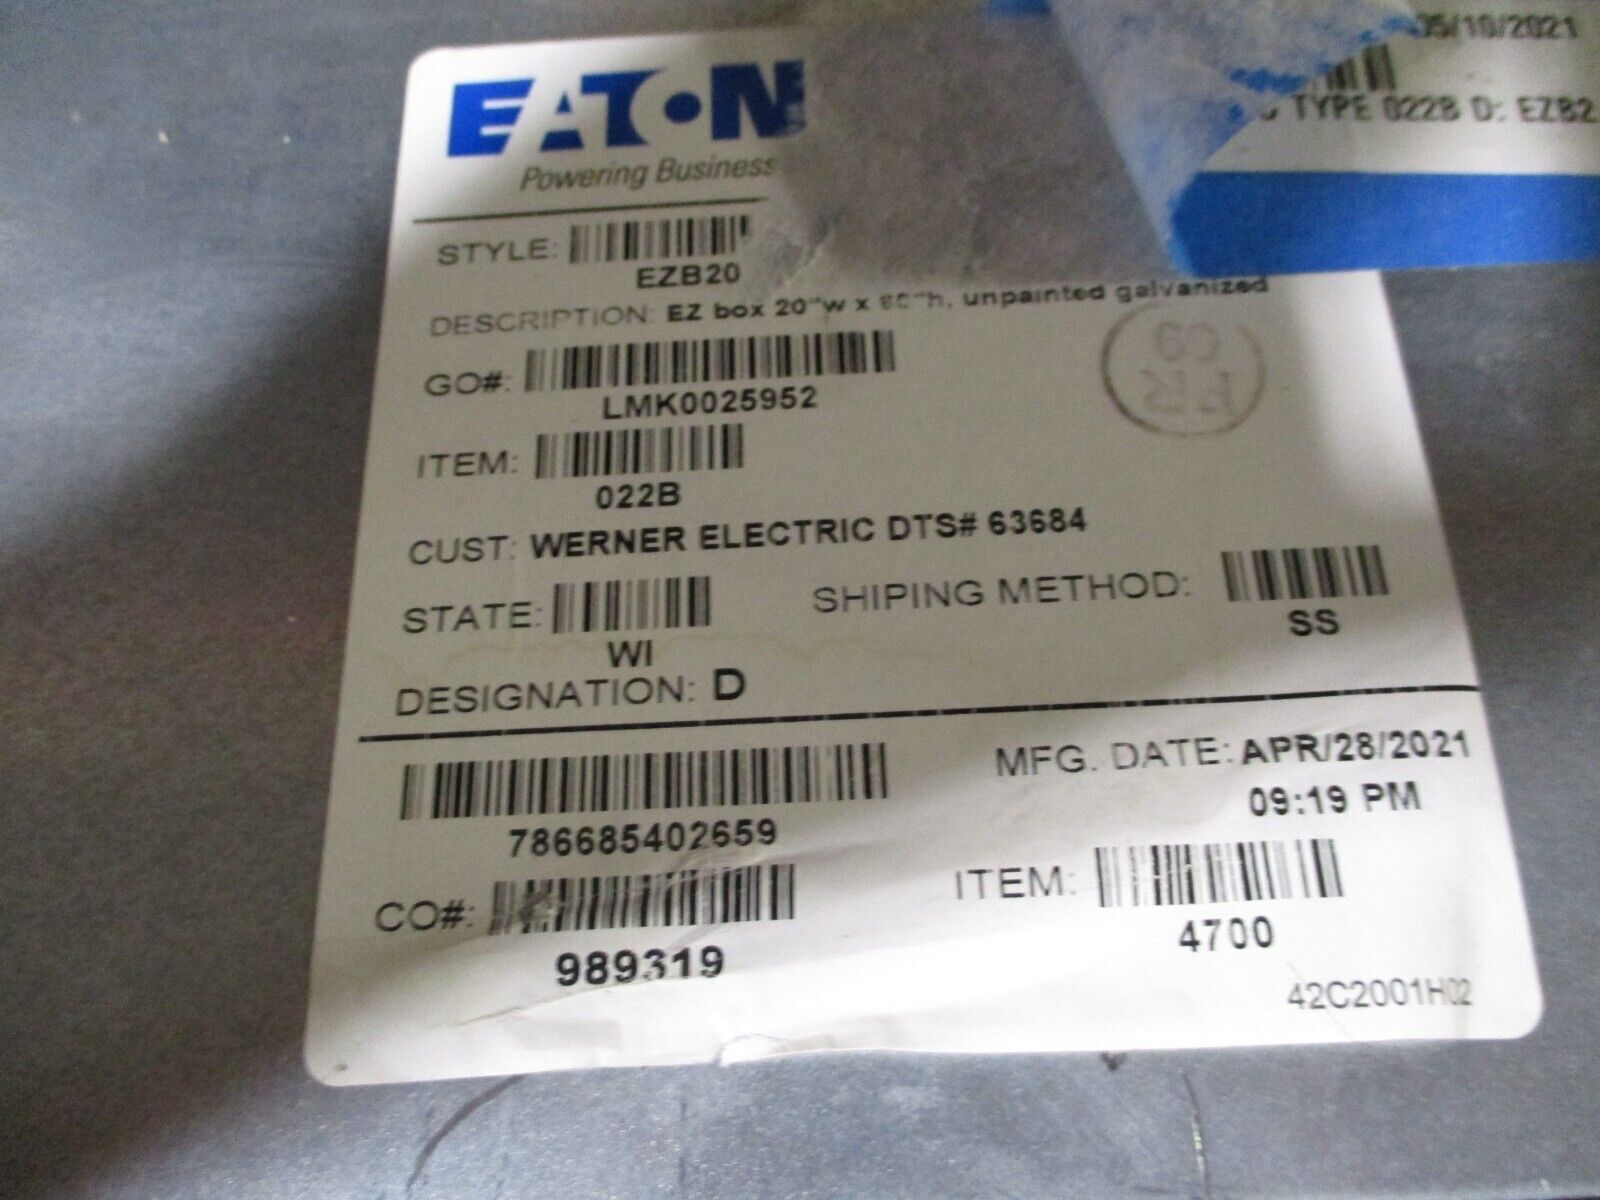 EATON
Powering Business
05/10/2021
TYPE 022B D: EZB2
STYLE:
EZB20
DESCRIPTION: EZ box 20"w x "h, unpainted galvanized
GO#:
LMK0025952
ITEM:
022B
CUST: WERNER ELECTRIC DTS# 63684
STATE:
WI
SHIPING METHOD:
SS
DESIGNATION: D
786685402659
MFG. DATE: APR/28/2021
09:19 PM
CO#:
989319
ITEM:
4700
42C2001H02